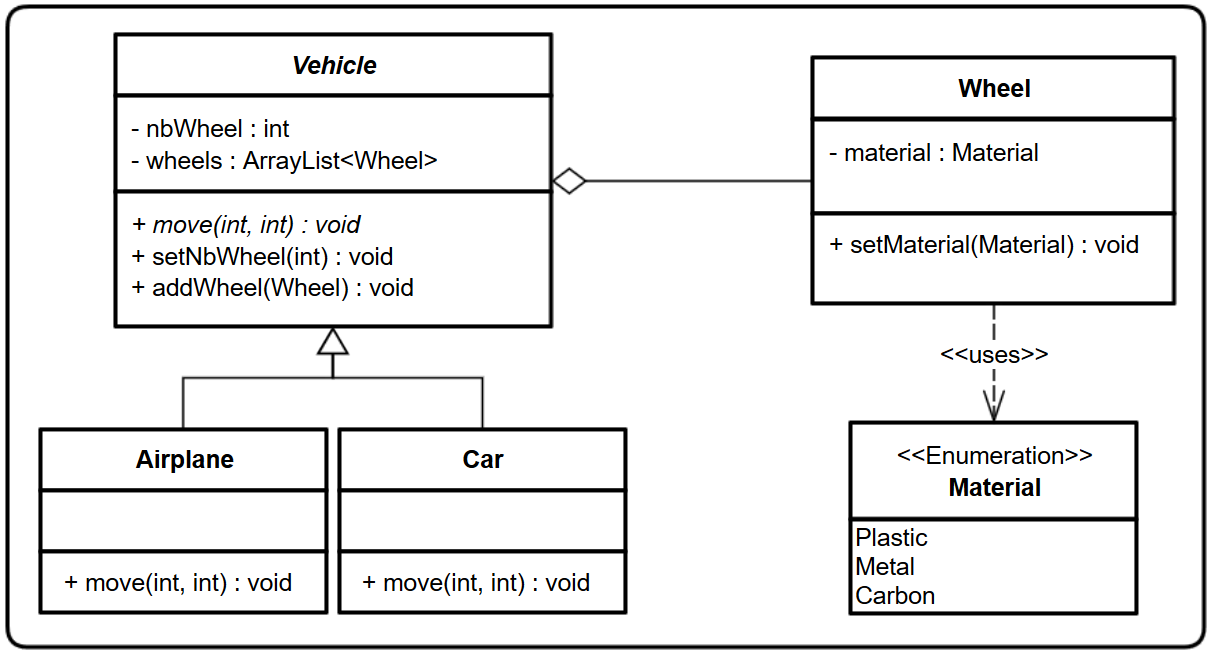 Vehicle
- nbWheel : int
- wheels : ArrayList<Wheel>
+ move(int, int) : void
+ setNbWheel(int) : void
+ addWheel(Wheel) : void
Wheel
- material : Material
+ setMaterial(Material) : void
<<uses>>
Airplane
+ move(int, int) : void
Car
+ move(int, int) : void
<<Enumeration>>
Material
Plastic
Metal
Carbon